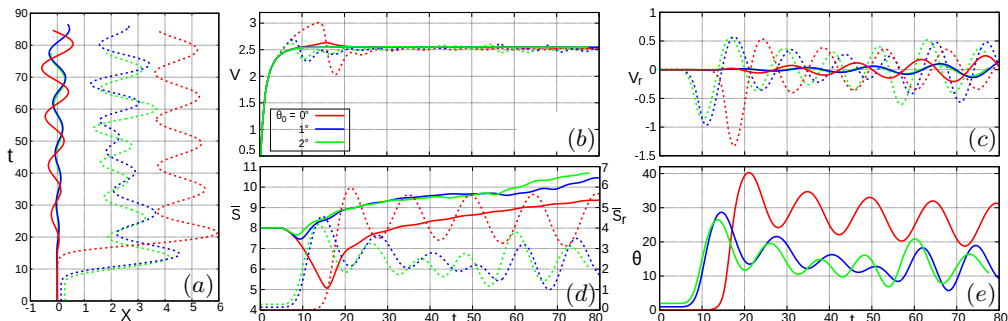 90
80
70
60
50
40
30
20
10
0
t
-1 0 1 2 3 4 5 6
X
(a)
3
2.5
2
1.5
1
0.5
V
θ₀ = 0°
1°
2°
(b)
1
0.5
0
-0.5
-1
-1.5
Vr
(c)
11
10
9
8
7
6
5
4
S̅
7
6
5
4
3
2
1
0
S̅r
0 10 20 30 40 50 60 70 80
t
(d)
40
30
20
10
0
θ
0 10 20 30 40 50 60 70 80
t
(e)